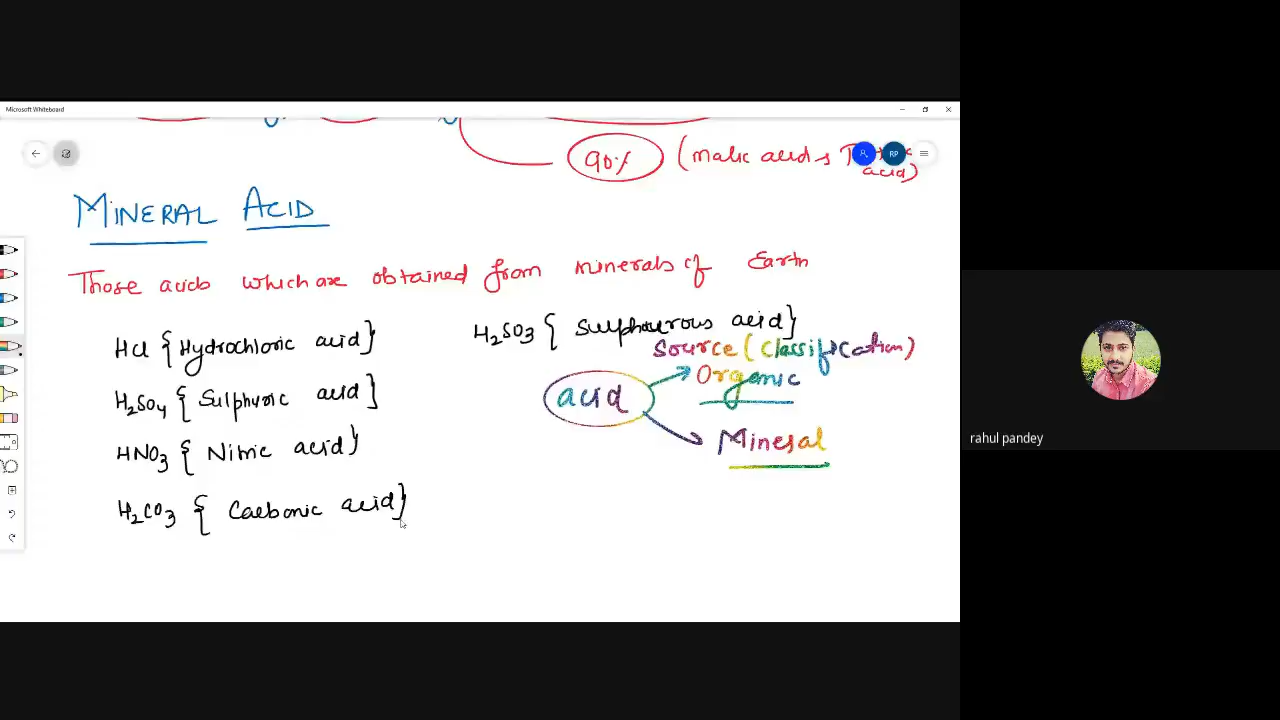 Microsoft Whiteboard
90% (malic acid &
acid)
RP
MINERAL ACID
Those acids which are obtained from minerals of Earth
HCl {Hydrochloric acid}
H2SO3 { Sulphurous acid}
Source (Classification)
H2SO4 { Sulphuric acid}
acid
Organic
HNO3 { Nitric acid}
Mineral
H2CO3 { Carbonic acid}
rahul pandey